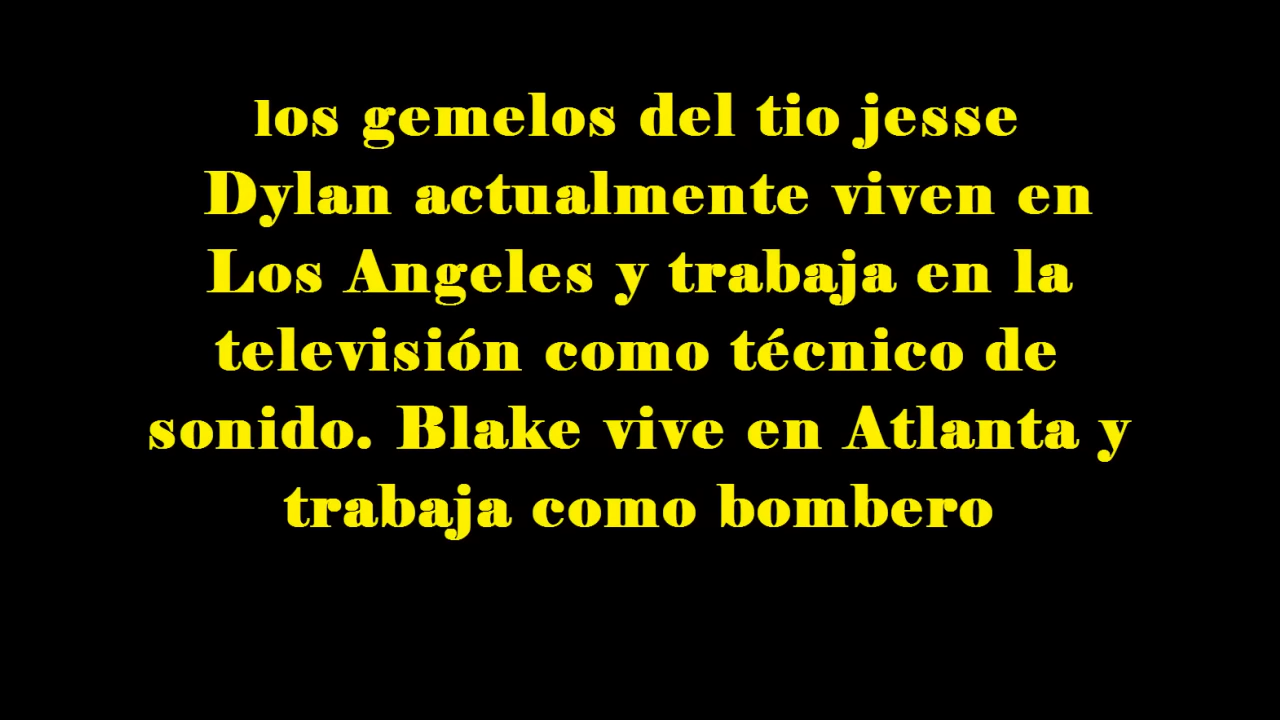 los gemelos del tio jesse
Dylan actualmente viven en
Los Angeles y trabaja en la
televisión como técnico de
sonido. Blake vive en Atlanta y
trabaja como bombero